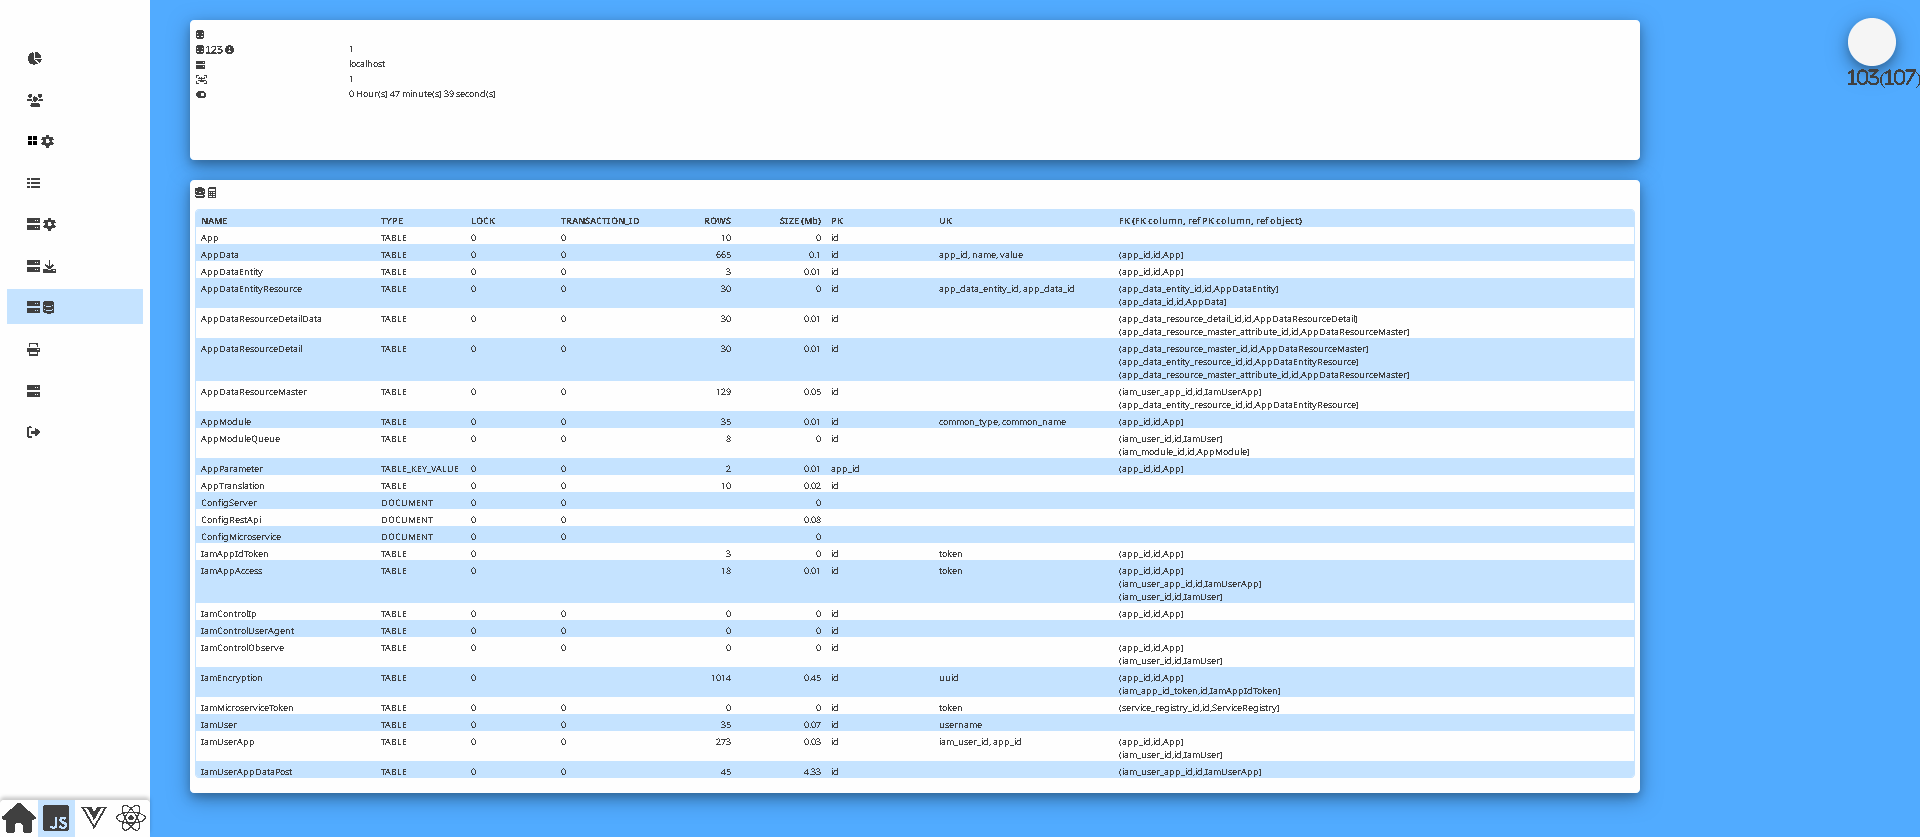 123
1
localhost
1
0 Hour(s) 47 minute(s) 39 second(s)
103(107)
NAME TYPE LOCK TRANSACTION_ID ROWS SIZE (Mb) PK UK FK (FK column, ref PK column, ref object)
App TABLE 0 0 10 0 id
AppData TABLE 0 0 665 0.1 id app_id, name, value (app_id,id,App)
AppDataEntity TABLE 0 0 3 0.01 id (app_id,id,App)
AppDataEntityResource TABLE 0 0 30 0 id app_data_entity_id, app_data_id (app_data_entity_id,id,AppDataEntity)
(app_data_id,id,AppData)
AppDataResourceDetailData TABLE 0 0 30 0.01 id (app_data_resource_detail_id,id,AppDataResourceDetail)
(app_data_resource_master_attribute_id,id,AppDataResourceMaster)
AppDataResourceDetail TABLE 0 0 30 0.01 id (app_data_resource_master_id,id,AppDataResourceMaster)
(app_data_entity_resource_id,id,AppDataEntityResource)
(app_data_resource_master_attribute_id,id,AppDataResourceMaster)
AppDataResourceMaster TABLE 0 0 129 0.05 id (iam_user_app_id,id,IamUserApp)
(app_data_entity_resource_id,id,AppDataEntityResource)
AppModule TABLE 0 0 35 0.01 id common_type, common_name (app_id,id,App)
AppModuleQueue TABLE 0 0 8 0 id (iam_user_id,id,IamUser)
(iam_module_id,id,AppModule)
AppParameter TABLE_KEY_VALUE 0 0 2 0.01 app_id (app_id,id,App)
AppTranslation TABLE 0 0 10 0.02 id
ConfigServer DOCUMENT 0 0 0
ConfigRestApi DOCUMENT 0 0 0.08
ConfigMicroservice DOCUMENT 0 0 0
IamAppIdToken TABLE 0 3 0 id token (app_id,id,App)
IamAppAccess TABLE 0 18 0.01 id token (app_id,id,App)
(iam_user_app_id,id,IamUserApp)
(iam_user_id,id,IamUser)
IamControlIp TABLE 0 0 0 0 id (app_id,id,App)
IamControlUserAgent TABLE 0 0 0 0 id
IamControlObserve TABLE 0 0 0 0 id (app_id,id,App)
(iam_user_id,id,IamUser)
IamEncryption TABLE 0 1014 0.45 id uuid (app_id,id,App)
(iam_app_id_token,id,IamAppIdToken)
IamMicroserviceToken TABLE 0 0 0 id token (service_registry_id,id,ServiceRegistry)
IamUser TABLE 0 0 35 0.07 id username
IamUserApp TABLE 0 0 273 0.03 id iam_user_id, app_id (app_id,id,App)
(iam_user_id,id,IamUser)
IamUserAppDataPost TABLE 0 0 45 4.33 id (iam_user_app_id,id,IamUserApp)
JS